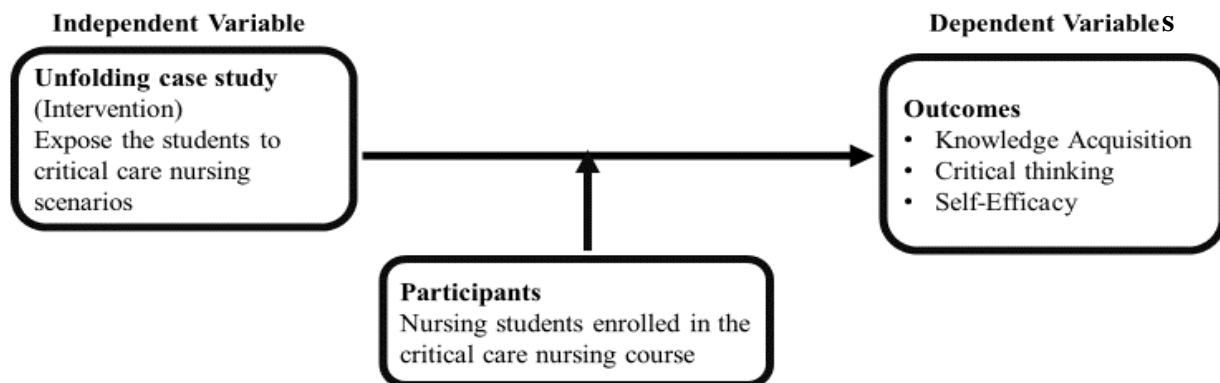 Independent Variable
Unfolding case study
(Intervention)
Expose the students to
critical care nursing
scenarios
Dependent Variables
Outcomes
• Knowledge Acquisition
• Critical thinking
• Self-Efficacy
Participants
Nursing students enrolled in the
critical care nursing course